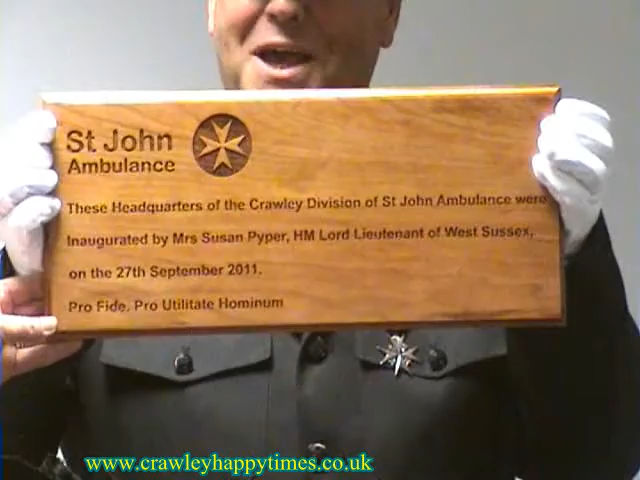 St John
Ambulance
These Headquarters of the Crawley Division of St John Ambulance were
Inaugurated by Mrs Susan Pyper, HM Lord Lieutenant of West Sussex,
on the 27th September 2011.
Pro Fide, Pro Utilitate Hominum
www.crawleyhappytimes.co.uk